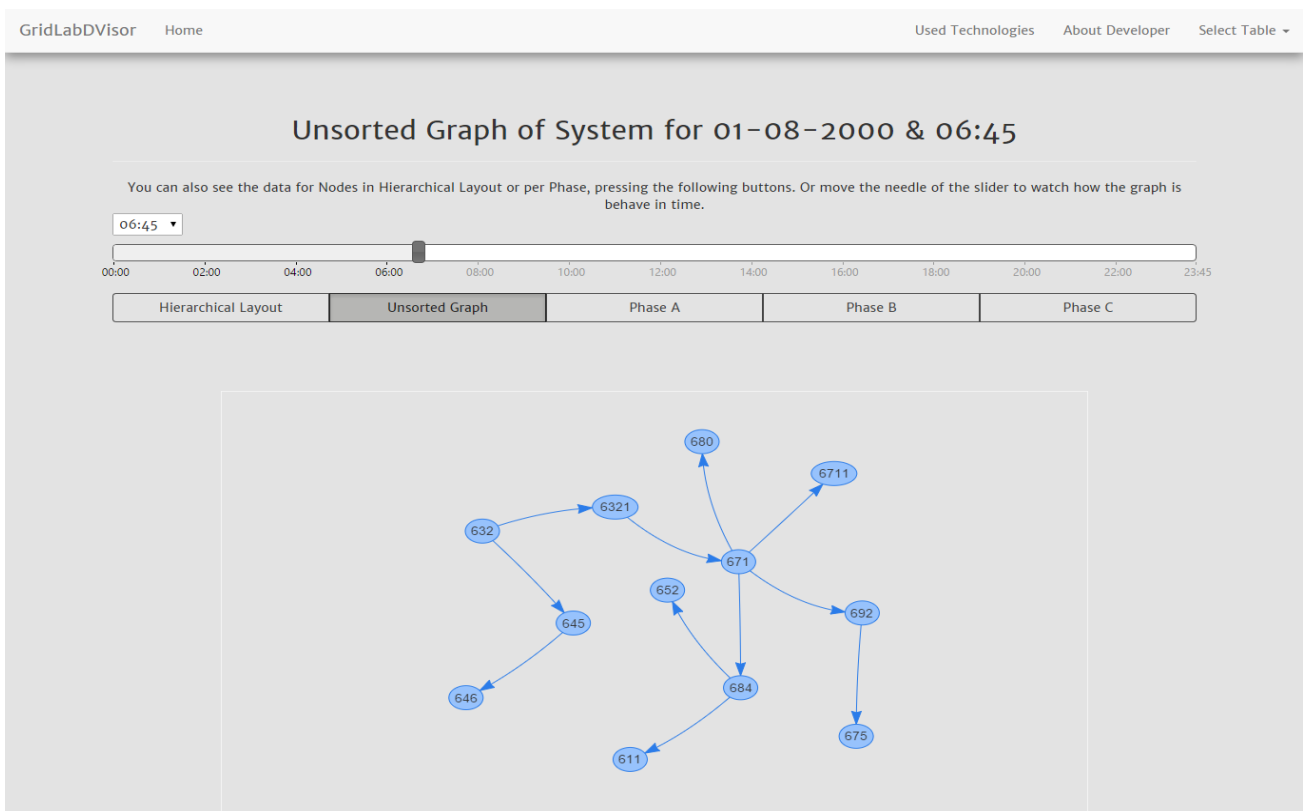 GridLabDVisor Home Used Technologies About Developer Select Table
Unsorted Graph of System for 01-08-2000 & 06:45
You can also see the data for Nodes in Hierarchical Layout or per Phase, pressing the following buttons. Or move the needle of the slider to watch how the graph is
behave in time.
06:45
00:00 02:00 04:00 06:00 08:00 10:00 12:00 14:00 16:00 18:00 20:00 22:00 23:45
Hierarchical Layout Unsorted Graph Phase A Phase B Phase C
680
6711
6321
632
671
652
692
645
684
646
675
611